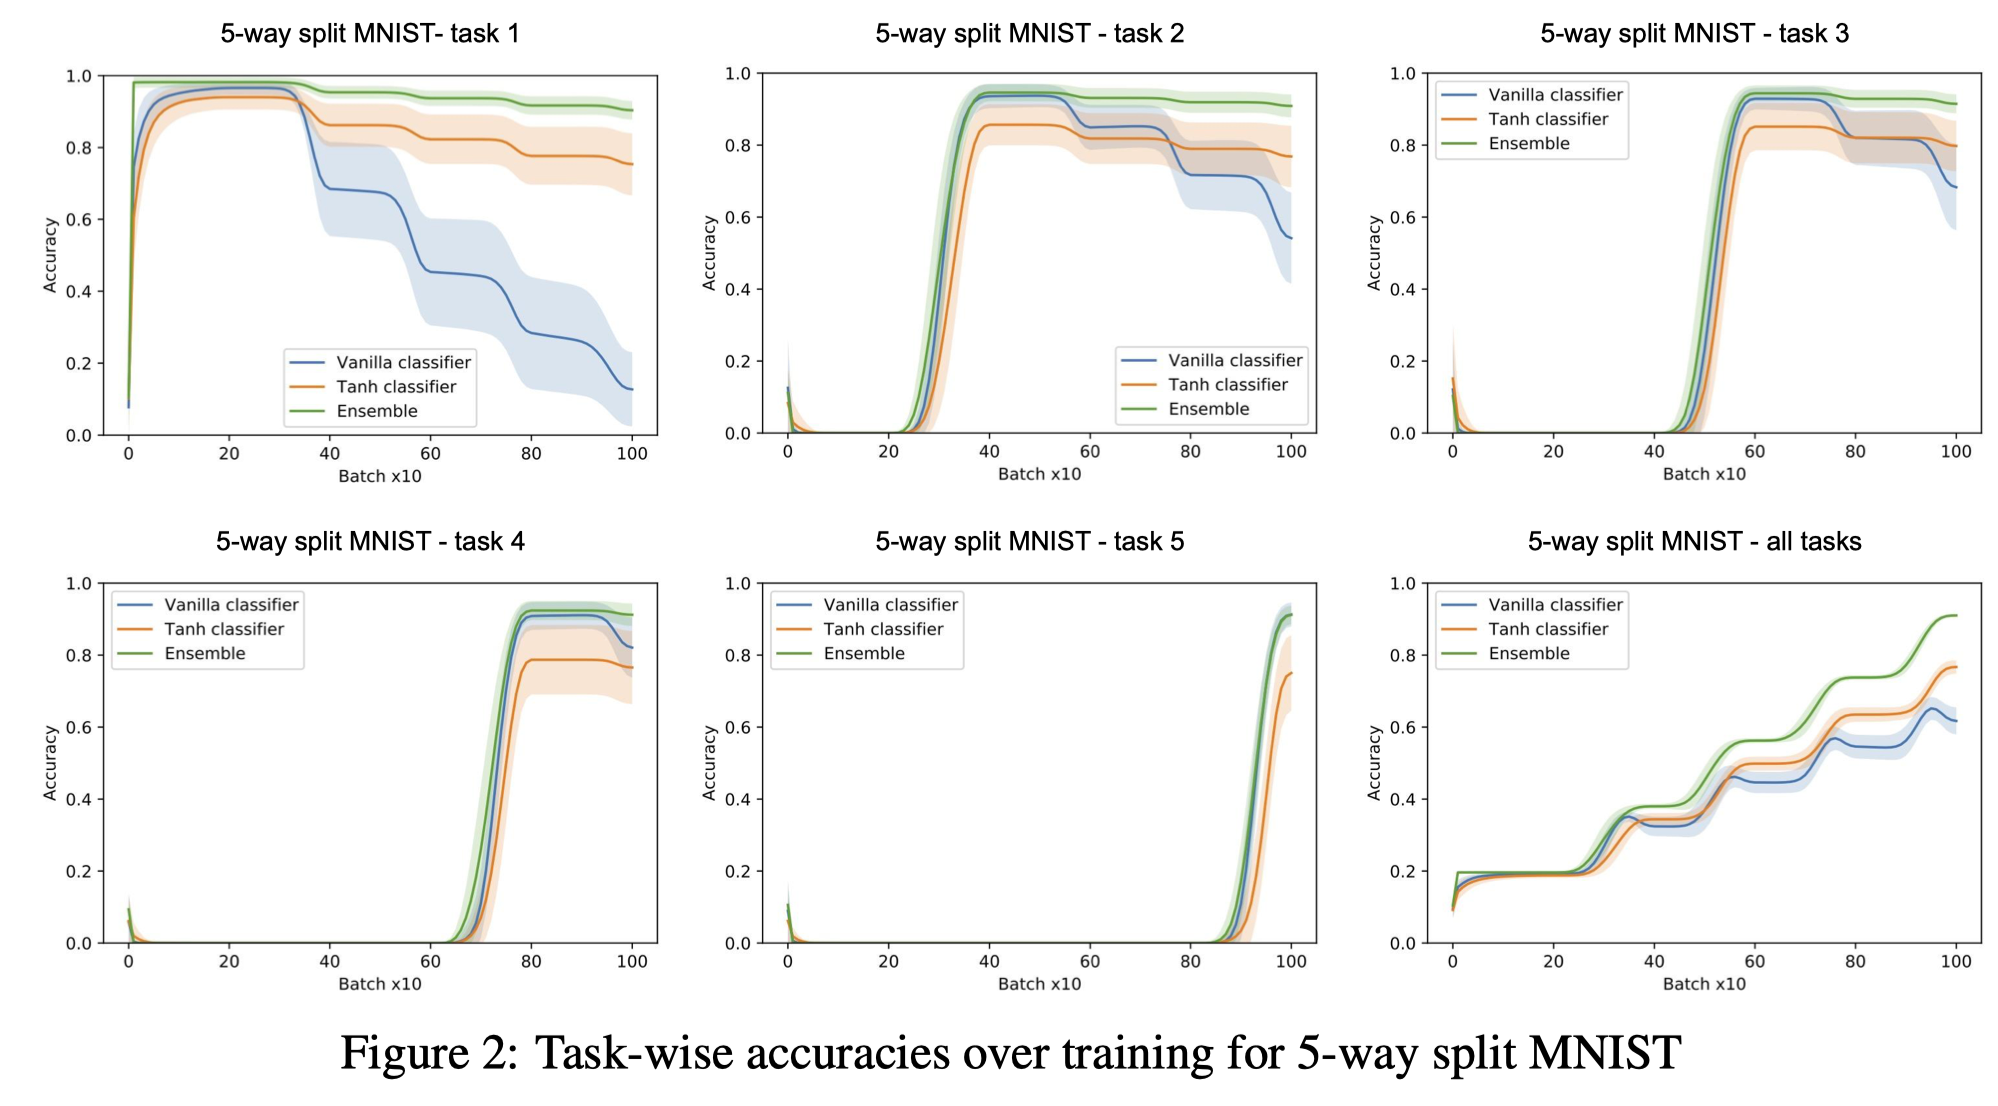 5-way split MNIST- task 1
1.0
0.8
0.6
0.4
0.2
0.0
Accuracy
Vanilla classifier
Tanh classifier
Ensemble
0 20 40 60 80 100
Batch x10
5-way split MNIST - task 2
1.0
0.8
0.6
0.4
0.2
0.0
Accuracy
Vanilla classifier
Tanh classifier
Ensemble
0 20 40 60 80 100
Batch x10
5-way split MNIST - task 3
1.0
0.8
0.6
0.4
0.2
0.0
Accuracy
Vanilla classifier
Tanh classifier
Ensemble
0 20 40 60 80 100
Batch x10
5-way split MNIST - task 4
1.0
0.8
0.6
0.4
0.2
0.0
Accuracy
Vanilla classifier
Tanh classifier
Ensemble
0 20 40 60 80 100
Batch x10
5-way split MNIST - task 5
1.0
0.8
0.6
0.4
0.2
0.0
Accuracy
Vanilla classifier
Tanh classifier
Ensemble
0 20 40 60 80 100
Batch x10
5-way split MNIST - all tasks
1.0
0.8
0.6
0.4
0.2
0.0
Accuracy
Vanilla classifier
Tanh classifier
Ensemble
0 20 40 60 80 100
Batch x10
Figure 2: Task-wise accuracies over training for 5-way split MNIST